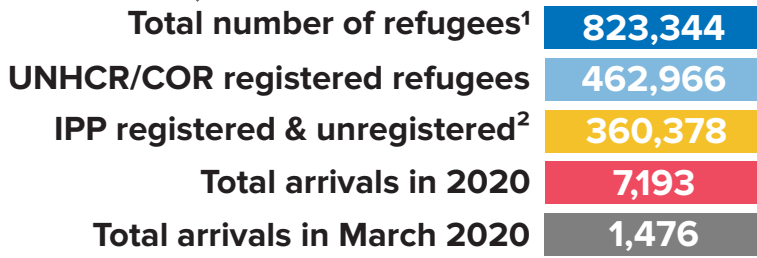 Total number of refugees¹ 823,344
UNHCR/COR registered refugees 462,966
IPP registered & unregistered² 360,378
Total arrivals in 2020 7,193
Total arrivals in March 2020 1,476